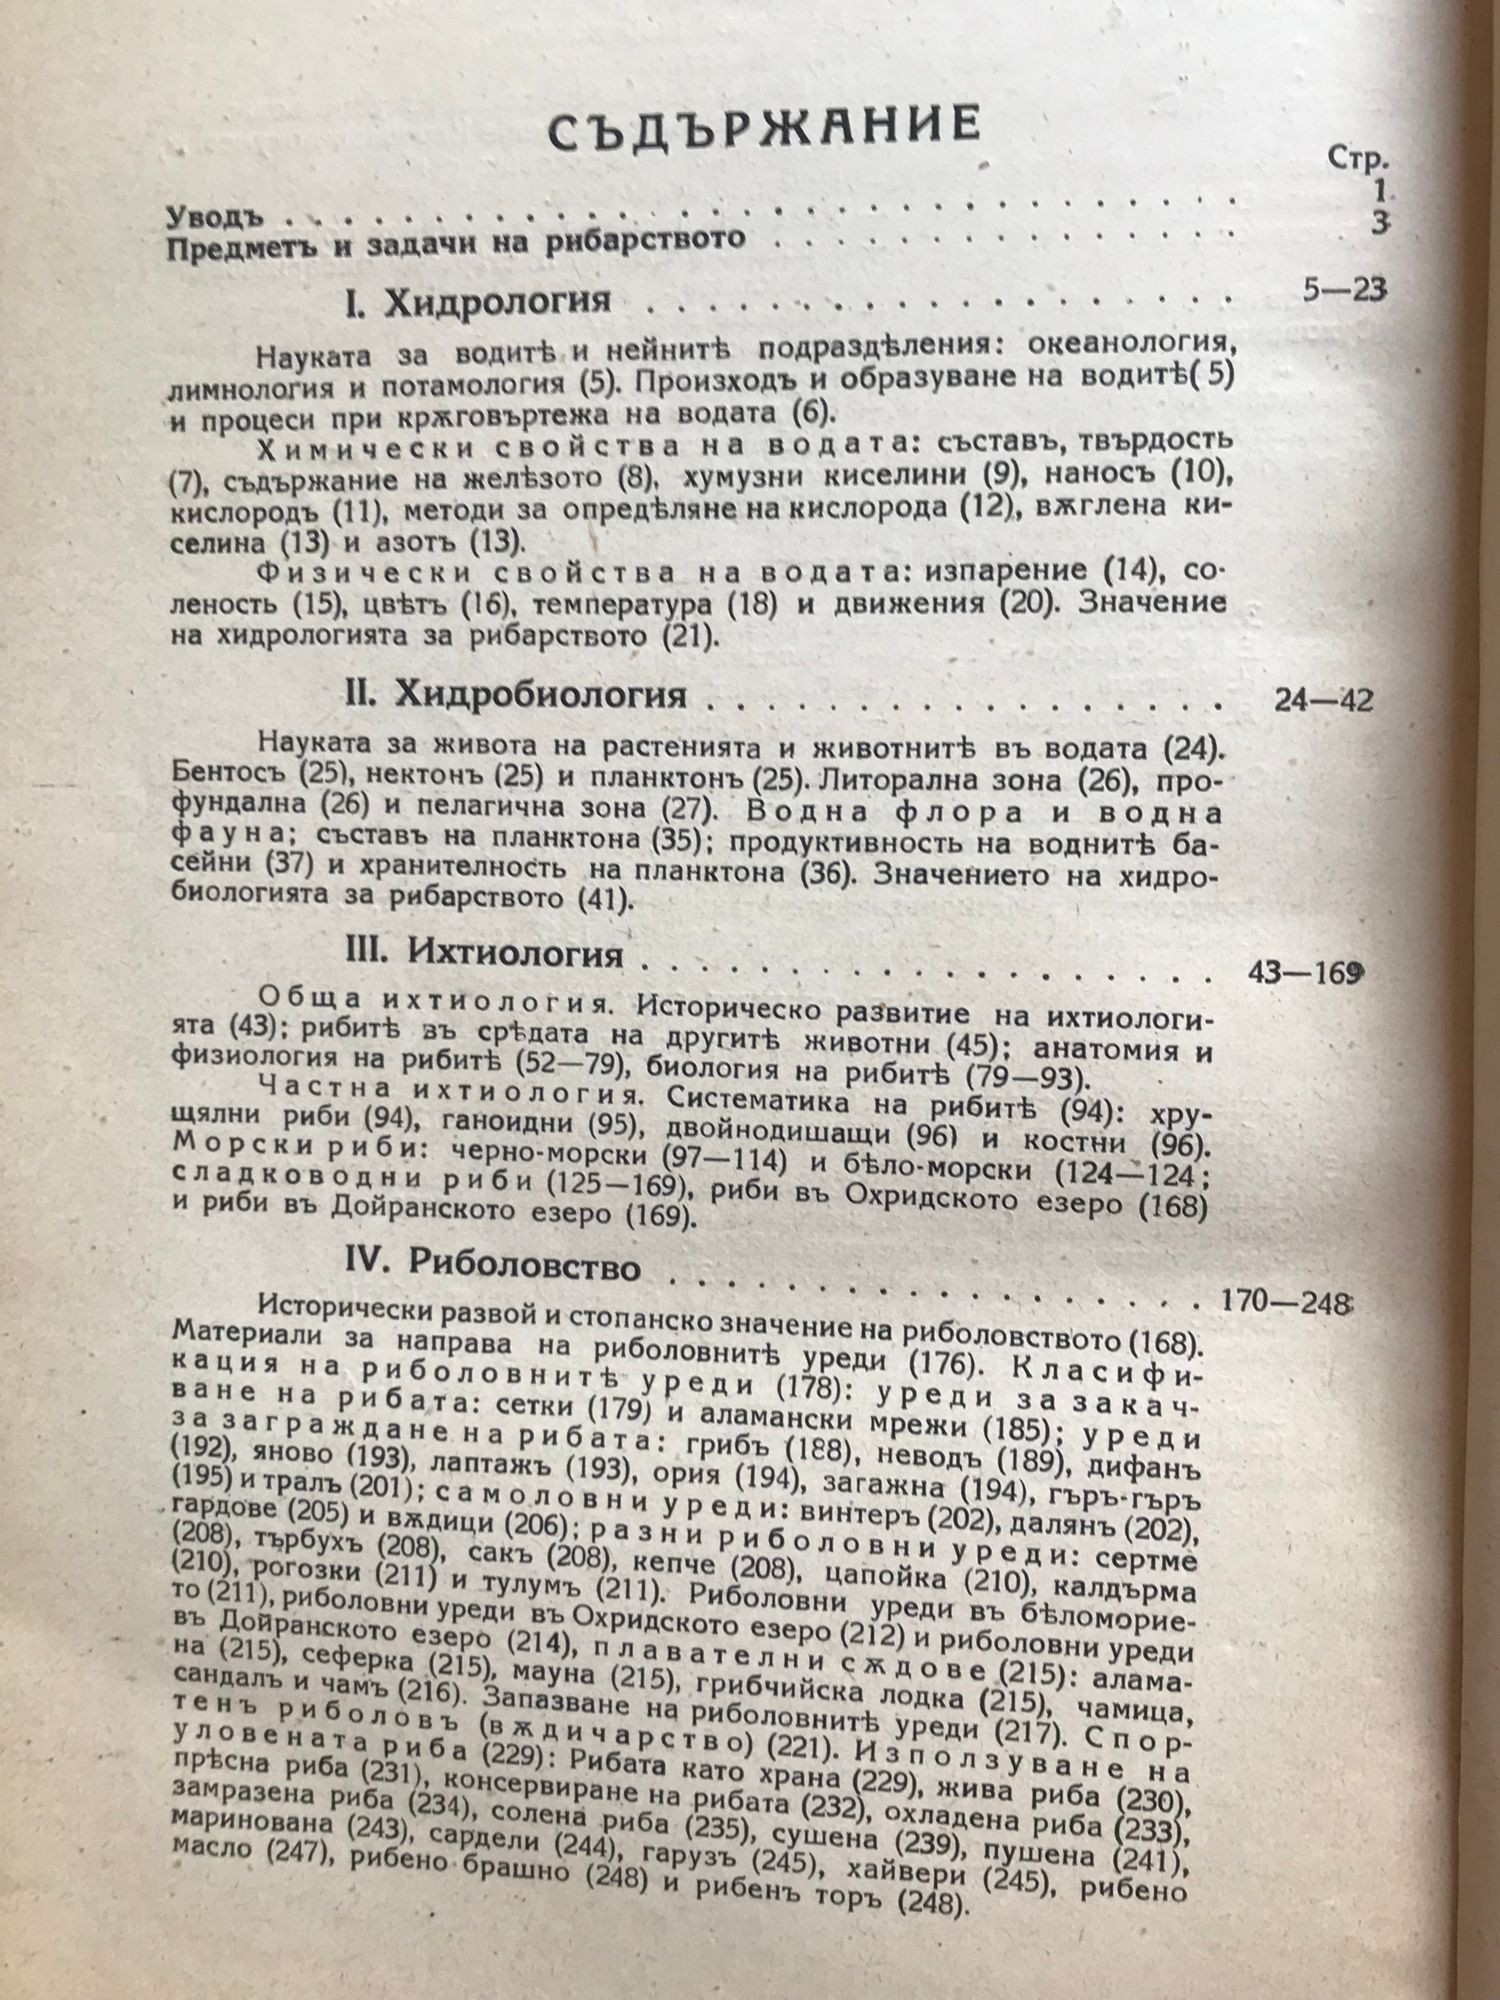 СЪДЪРЖАНИЕ
Стр.
Уводъ . . . . . . . . . . . . . . . . . . . . . . . . . . . . 1
Предметъ и задачи на рибарството . . . . . . . . . . . . . . . 3
I. Хидрология . . . . . . . . . . . . . . . . . . . 5—23
Науката за водитѣ и нейнитѣ подраздѣления: океанология,
лимнология и потамология (5). Произходъ и образуване на водитѣ( 5)
и процеси при крѫговъртежа на водата (6).
Химически свойства на водата: съставъ, твърдость
(7), съдържание на желѣзото (8), хумузни киселини (9), наносъ (10),
кислородъ (11), методи за опредѣляне на кислорода (12), вѫглена ки-
селина (13) и азотъ (13).
Физически свойства на водата: изпарение (14), со-
леность (15), цвѣтъ (16), температура (18) и движения (20). Значение
на хидрологията за рибарството (21).
II. Хидробиология . . . . . . . . . . . . . . . . . . 24—42
Науката за живота на растенията и животнитѣ въ водата (24).
Бентосъ (25), нектонъ (25) и планктонъ (25). Литорална зона (26), про-
фундална (26) и пелагична зона (27). Водна флора и водна
фауна; съставъ на планктона (35); продуктивность на воднитѣ ба-
сейни (37) и хранителность на планктона (36). Значението на хидро-
биологията за рибарството (41).
III. Ихтиология . . . . . . . . . . . . . . . . . . . . 43—169
Обща ихтиология. Историческо развитие на ихтиологи-
ята (43); рибитѣ въ срѣдата на другитѣ животни (45); анатомия и
физиология на рибитѣ (52—79), биология на рибитѣ (79—93).
Частна ихтиология. Систематика на рибитѣ (94): хру-
щялни риби (94), ганоидни (95), двойнодишащи (96) и костни (96).
Морски риби: черно-морски (97—114) и бѣло-морски (124—124;
сладководни риби (125—169), риби въ Охридското езеро (168)
и риби въ Дойранското езеро (169).
IV. Риболовство . . . . . . . . . . . . . . . . . . . 170—248
Исторически развой и стопанско значение на риболовството (168).
Материали за направа на риболовнитѣ уреди (176). Класифи-
кация на риболовнитѣ уреди (178): уреди за закач-
ване на рибата: сетки (179) и аламански мрежи (185); уреди
за заграждане на рибата: грибъ (188), неводъ (189), дифанъ
(192), яново (193), лаптажъ (193), ория (194), загажна (194), гъръ-гъръ
(195) и тралъ (201); самоловни уреди: винтеръ (202), далянъ (202),
гардове (205) и вѫдици (206); разни риболовни уреди: сертме
(208), търбухъ (208), сакъ (208), кепче (208), цапойка (210), калдърма
(210), рогозки (211) и тулумъ (211). Риболовни уреди въ бѣломорие-
то (211), риболовни уреди въ Охридското езеро (212) и риболовни уреди
въ Дойранското езеро (214), плавателни сѫдове (215): алама-
на (215), сеферка (215), мауна (215), грибчийска лодка (215), чамица,
сандалъ и чамъ (216). Запазване на риболовнитѣ уреди (217). Спор-
тенъ риболовъ (вѫдичарство) (221). Използуване на
уловената риба (229): Рибата като храна (229), жива риба (230),
прѣсна риба (231), консервиране на рибата (232), охладена риба (233),
замразена риба (234), солена риба (235), сушена (239), пушена (241),
маринована (243), сардели (244), гарузъ (245), хайвери (245), рибено
масло (247), рибено брашно (248) и рибенъ торъ (248).